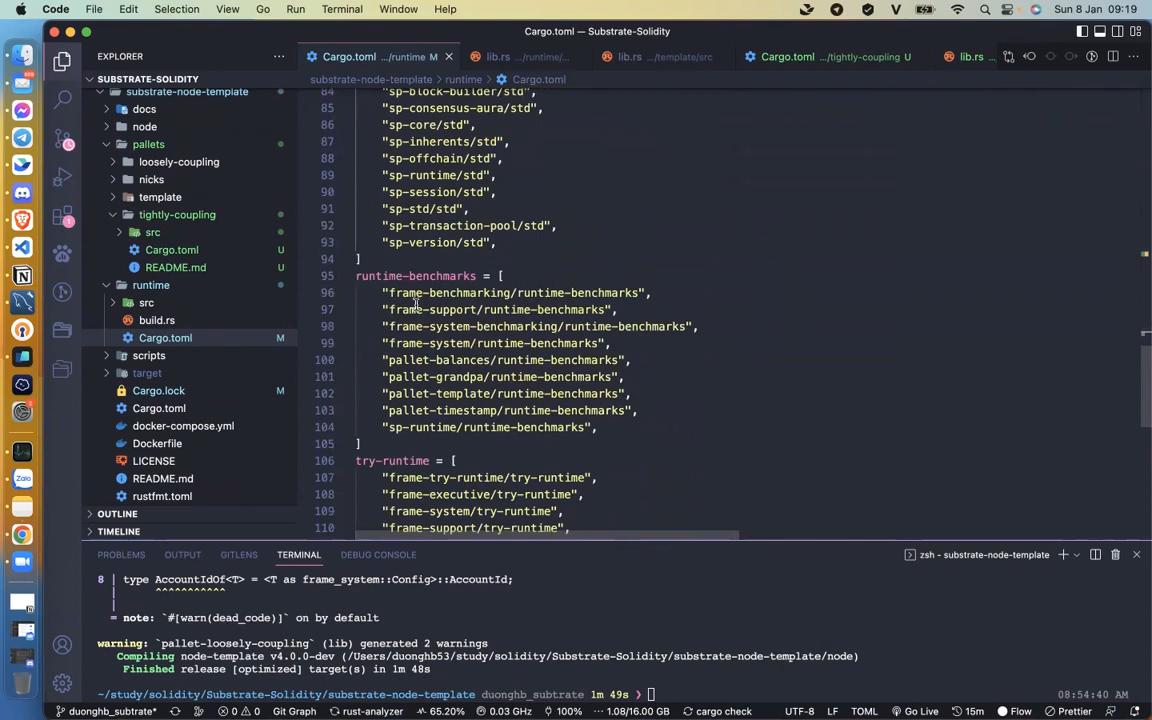 Code File Edit Selection View Go Run Terminal Window Help Sun 8 Jan 09:19
Cargo.toml — Substrate-Solidity
EXPLORER
Cargo.toml .../runtime M
lib.rs .../runtime/...
lib.rs .../template/src
Cargo.toml .../tightly-coupling U
lib.rs ...
substrate-node-template > runtime > Cargo.toml
SUBSTRATE-SOLIDITY
substrate-node-template
docs
node
pallets
loosely-coupling
nicks
template
tightly-coupling
src
Cargo.toml U
README.md U
runtime
src
build.rs
Cargo.toml M
scripts
target
Cargo.lock M
Cargo.toml
docker-compose.yml
Dockerfile
LICENSE
README.md
rustfmt.toml
OUTLINE
TIMELINE
84 "sp-block-builder/std",
85 "sp-consensus-aura/std",
86 "sp-core/std",
87 "sp-inherents/std",
88 "sp-offchain/std",
89 "sp-runtime/std",
90 "sp-session/std",
91 "sp-std/std",
92 "sp-transaction-pool/std",
93 "sp-version/std",
94 ]
95 runtime-benchmarks = [
96 "frame-benchmarking/runtime-benchmarks",
97 "frame-support/runtime-benchmarks",
98 "frame-system-benchmarking/runtime-benchmarks",
99 "frame-system/runtime-benchmarks",
100 "pallet-balances/runtime-benchmarks",
101 "pallet-grandpa/runtime-benchmarks",
102 "pallet-template/runtime-benchmarks",
103 "pallet-timestamp/runtime-benchmarks",
104 "sp-runtime/runtime-benchmarks",
105 ]
106 try-runtime = [
107 "frame-try-runtime/try-runtime",
108 "frame-executive/try-runtime",
109 "frame-system/try-runtime",
110 "frame-support/try-runtime",
PROBLEMS OUTPUT GITLENS TERMINAL DEBUG CONSOLE zsh - substrate-node-template
8 | type AccountIdOf<T> = <T as frame_system::Config>::AccountId;
| ^^^^^^^^^^^
|
= note: `#[warn(dead_code)]` on by default
warning: `pallet-loosely-coupling` (lib) generated 2 warnings
Compiling node-template v4.0.0-dev (/Users/duonghb53/study/solidity/Substrate-Solidity/substrate-node-template/node)
Finished release [optimized] target(s) in 1m 48s
~/study/solidity/Substrate-Solidity/substrate-node-template duonghb_subtrate 1m 49s ❯ 08:54:40 AM
duonghb_subtrate* 0 0 Git Graph rust-analyzer 65.20% 0.03 GHz 100% 1.08/16.00 GB cargo check UTF-8 LF TOML Go Live 15m Flow Prettier